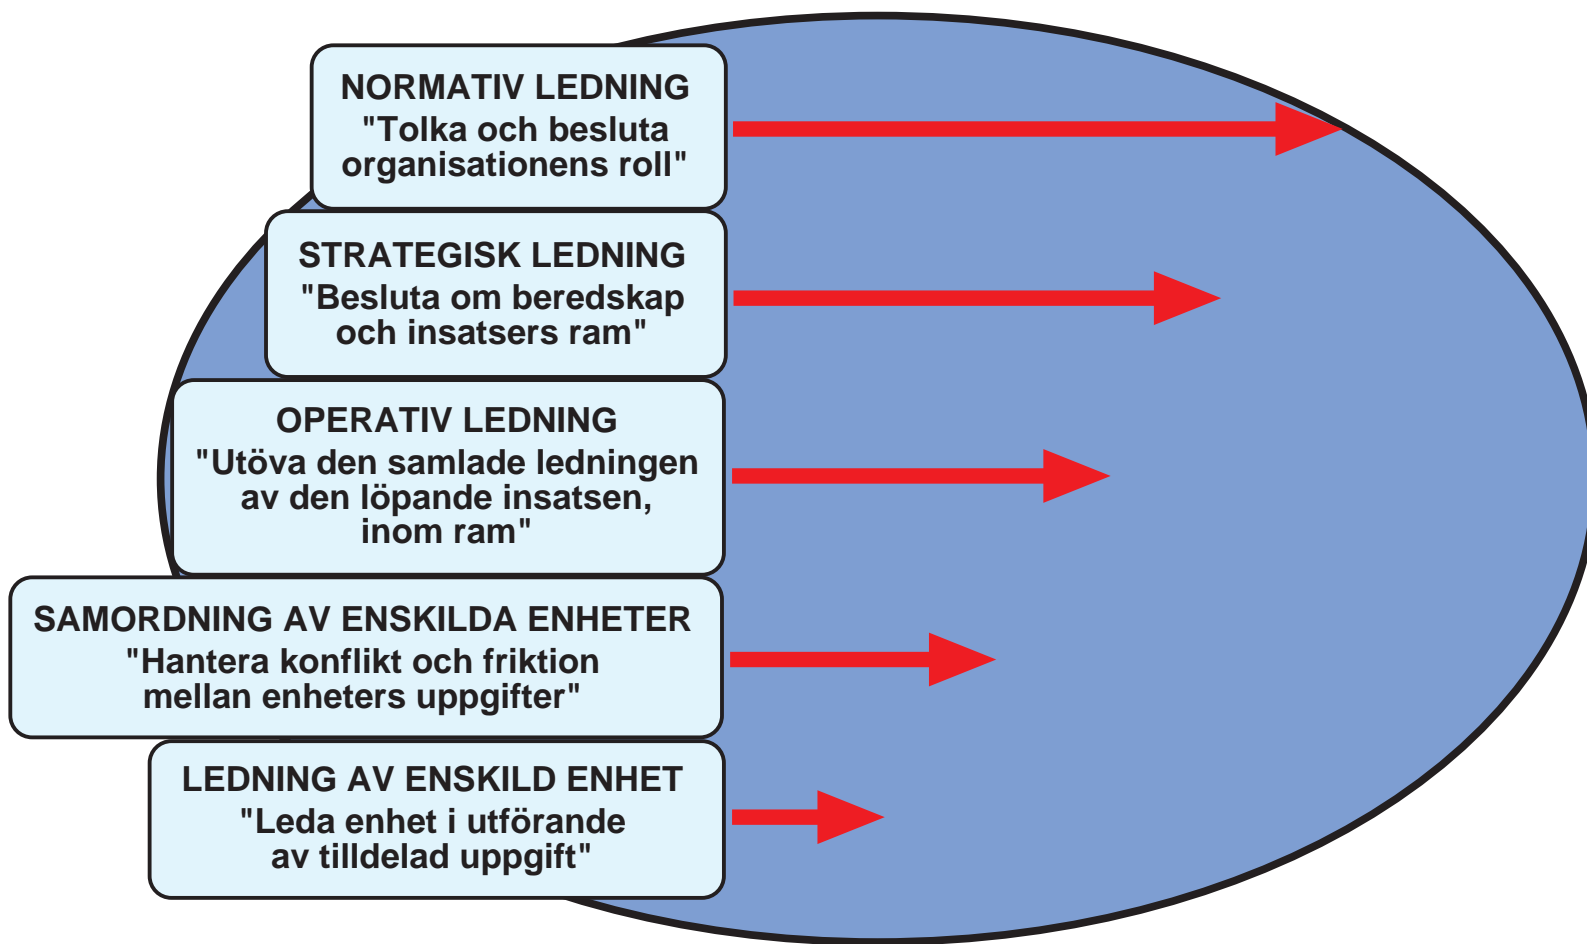 NORMATIV LEDNING
"Tolka och besluta
organisationens roll"
STRATEGISK LEDNING
"Besluta om beredskap
och insatsers ram"
OPERATIV LEDNING
"Utöva den samlade ledningen
av den löpande insatsen,
inom ram"
SAMORDNING AV ENSKILDA ENHETER
"Hantera konflikt och friktion
mellan enheters uppgifter"
LEDNING AV ENSKILD ENHET
"Leda enhet i utförande
av tilldelad uppgift"